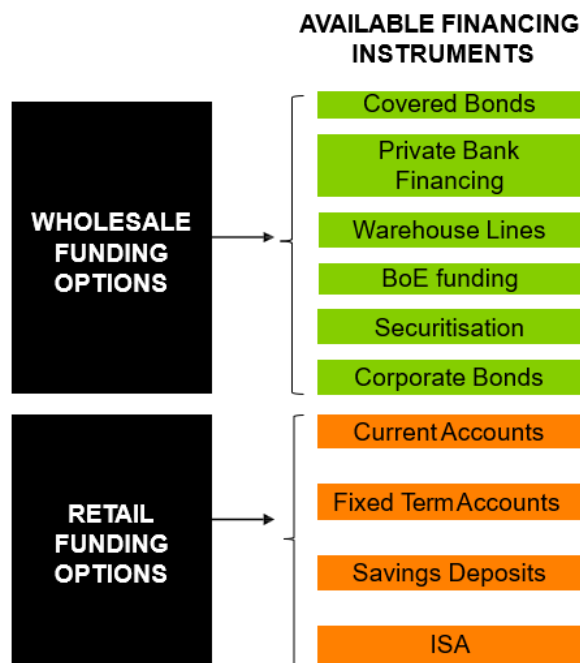 AVAILABLE FINANCING
INSTRUMENTS
WHOLESALE
FUNDING
OPTIONS
Covered Bonds
Private Bank
Financing
Warehouse Lines
BoE funding
Securitisation
Corporate Bonds
RETAIL
FUNDING
OPTIONS
Current Accounts
Fixed Term Accounts
Savings Deposits
ISA